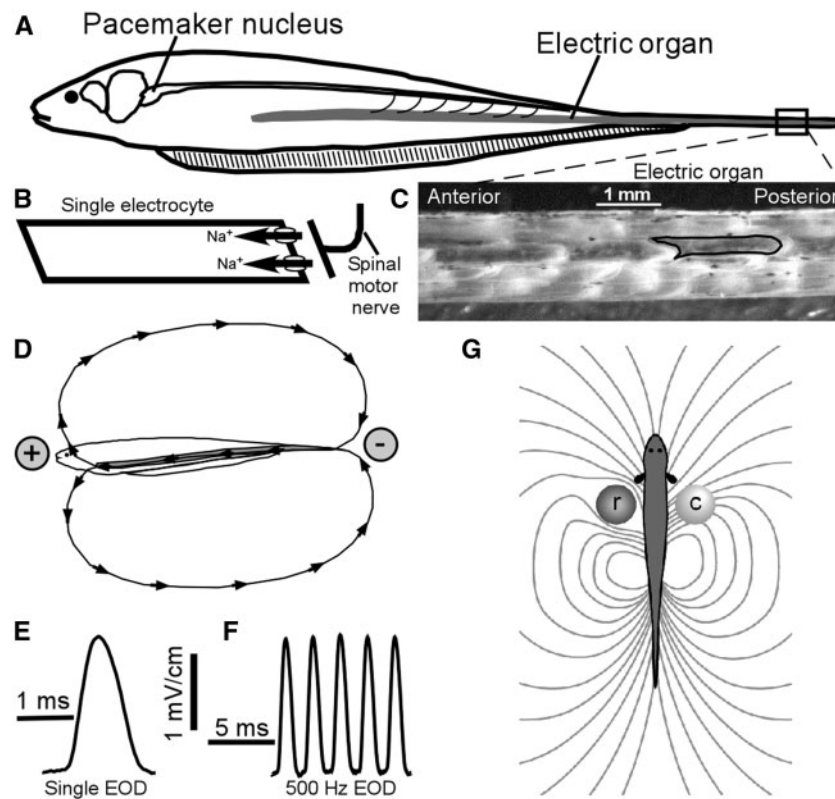 A
Pacemaker nucleus
Electric organ
B
Single electrocyte
Na⁺
Na⁺
Spinal
motor
nerve
C
Electric organ
Anterior
1 mm
Posterior
D
+
-
G
r
c
E
1 ms
Single EOD
1 mV/cm
F
5 ms
500 Hz EOD